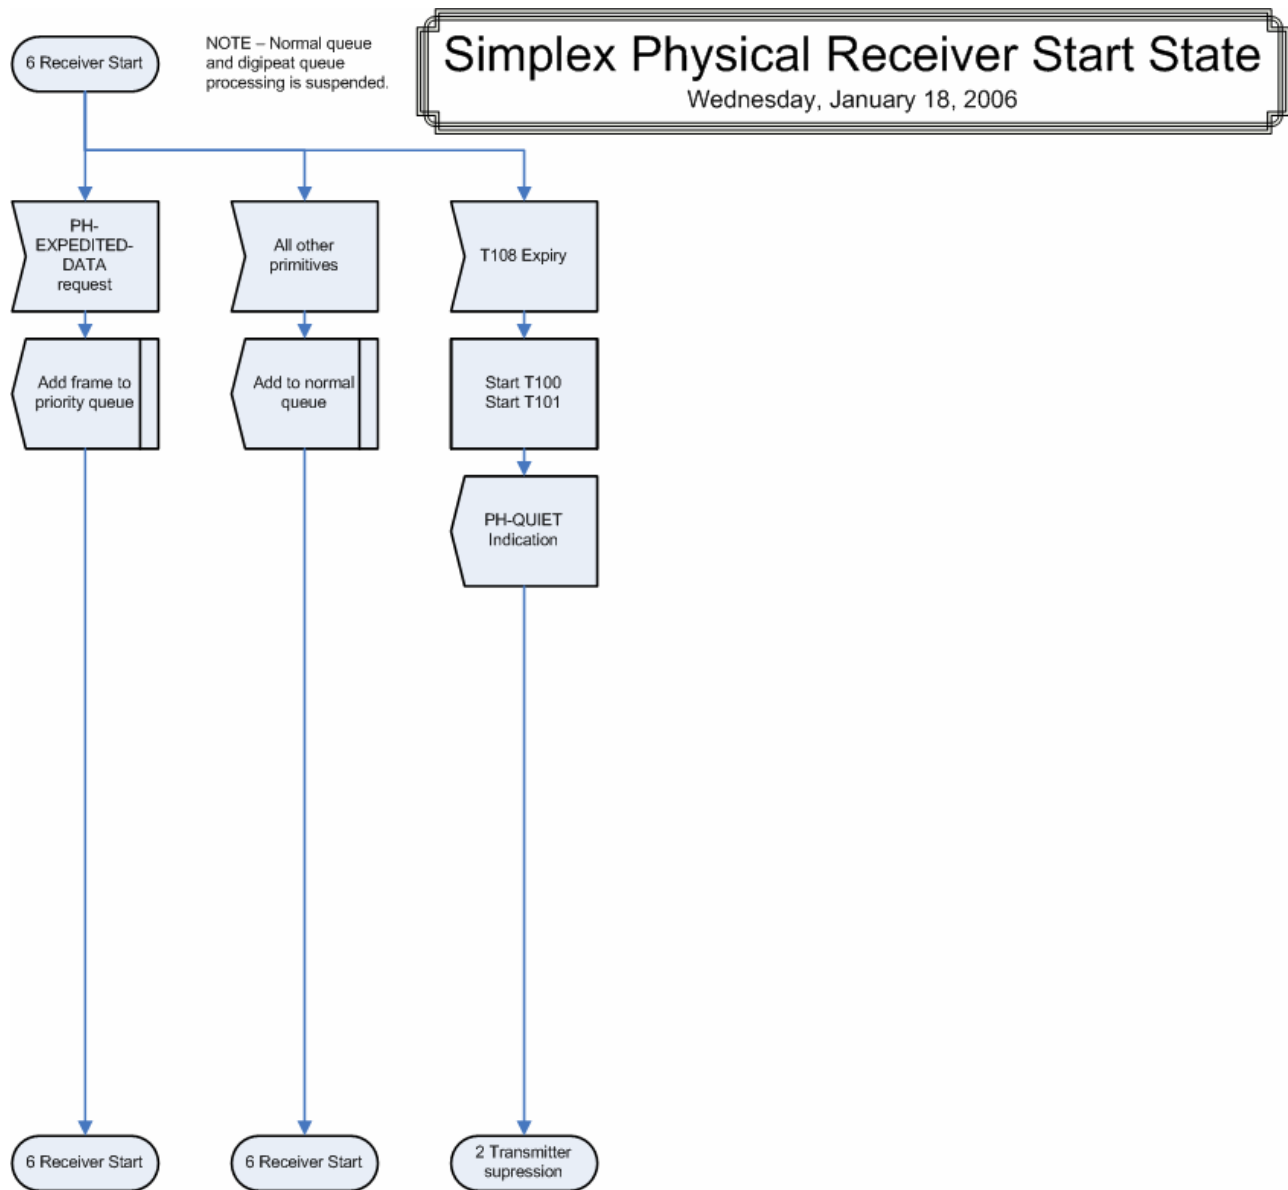 6 Receiver Start
NOTE – Normal queue
and digipeat queue
processing is suspended.
Simplex Physical Receiver Start State
Wednesday, January 18, 2006
PH-
EXPEDITED-
DATA
request
All other
primitives
T108 Expiry
Add frame to
priority queue
Add to normal
queue
Start T100
Start T101
PH-QUIET
Indication
6 Receiver Start
6 Receiver Start
2 Transmitter
supression